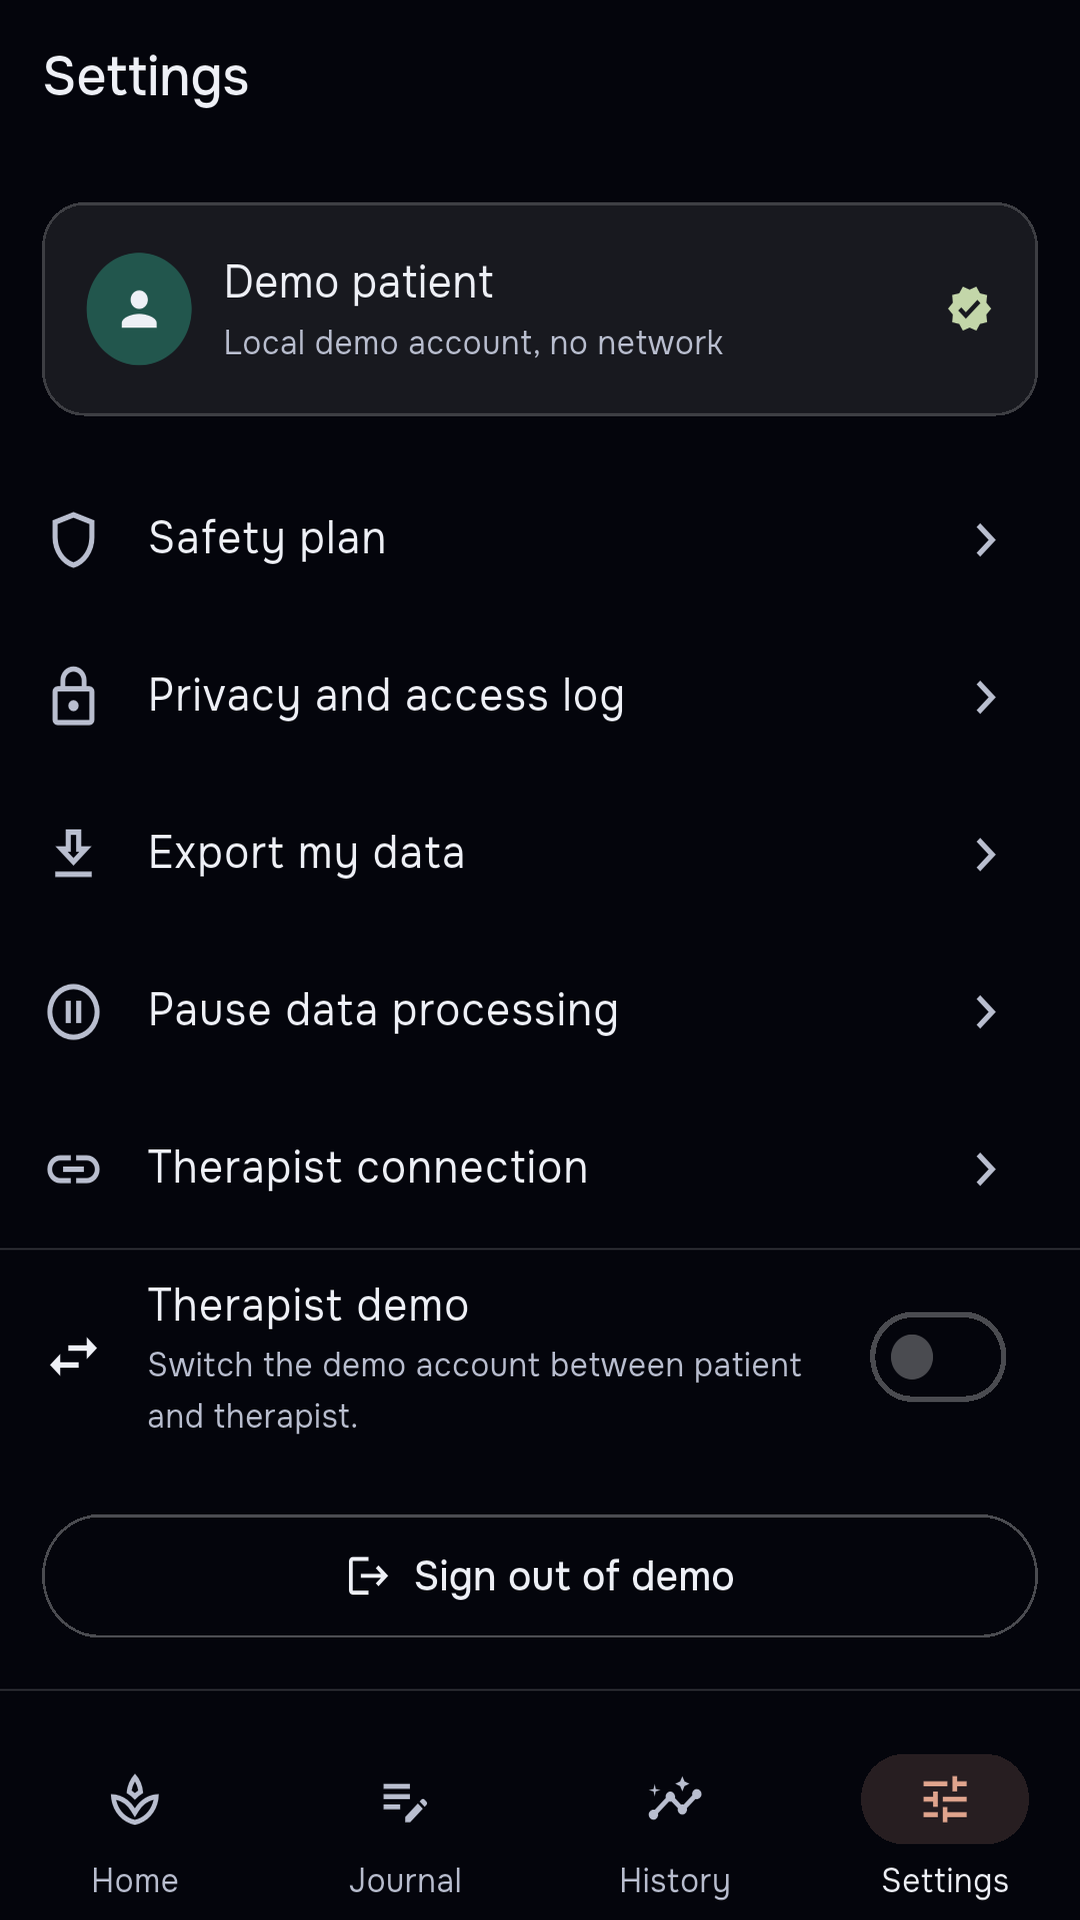 Settings
Demo patient
Local demo account, no network
Safety plan
Privacy and access log
Export my data
Pause data processing
Therapist connection
Therapist demo
Switch the demo account between patient
and therapist.
Sign out of demo
Home
Journal
History
Settings